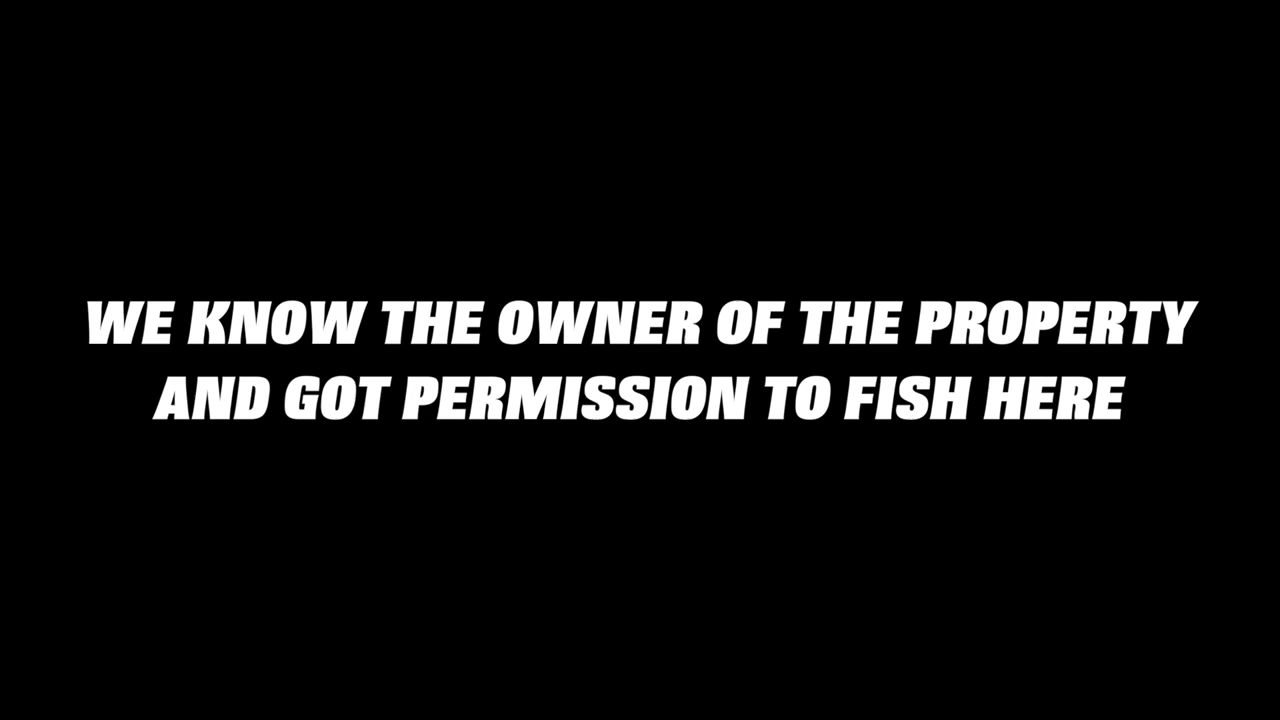 WE KNOW THE OWNER OF THE PROPERTY
AND GOT PERMISSION TO FISH HERE